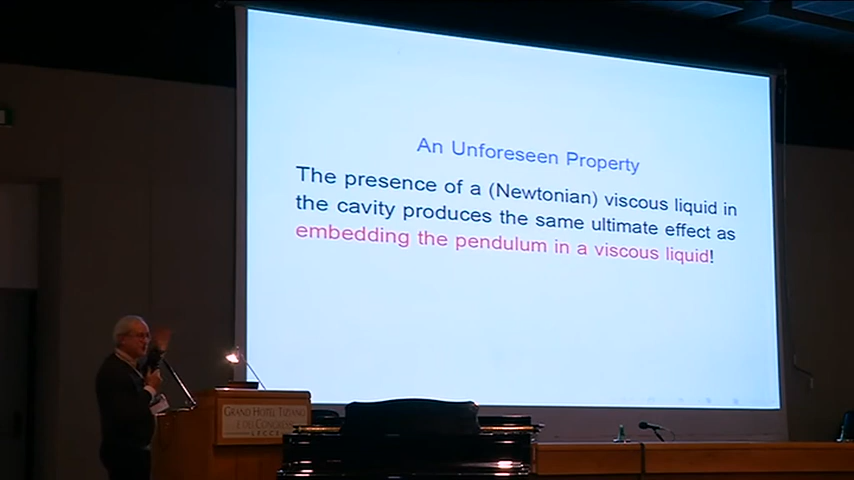 An Unforeseen Property
The presence of a (Newtonian) viscous liquid in
the cavity produces the same ultimate effect as
embedding the pendulum in a viscous liquid!
GRAND HOTEL TIZIANO
E DEI CONGRESSI
LECCE